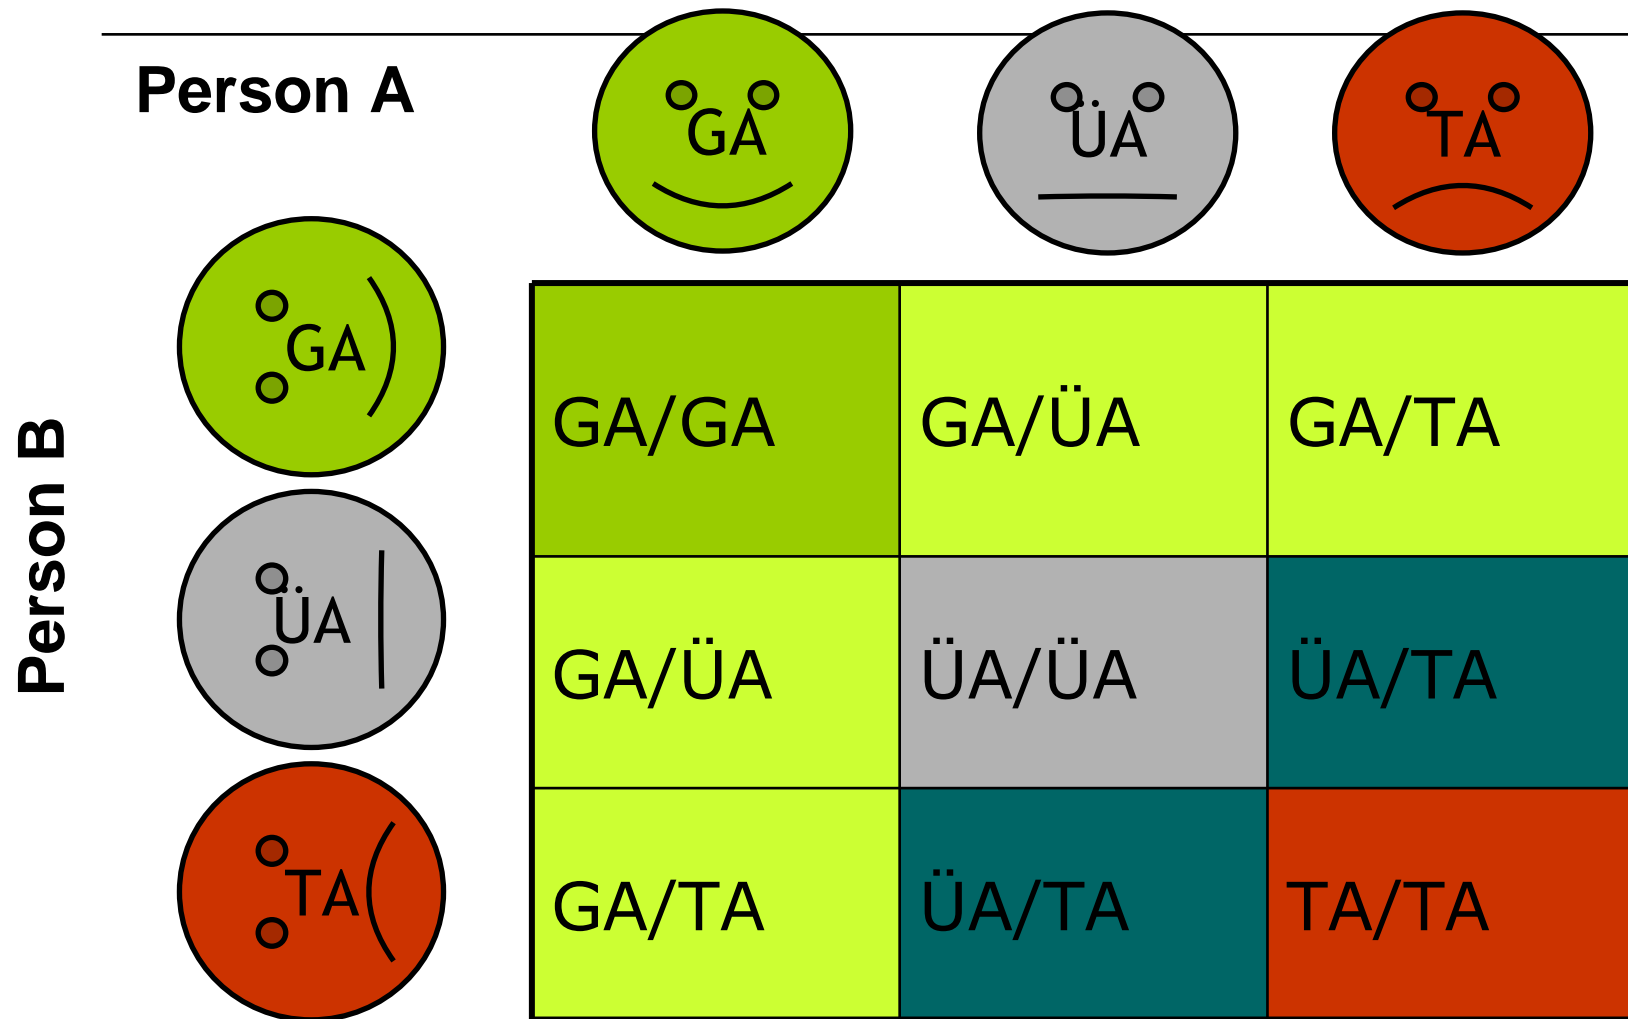 Person A
GA
ÜA
TA
Person B
GA
GA/GA
GA/ÜA
GA/TA
ÜA
GA/ÜA
ÜA/ÜA
ÜA/TA
TA
GA/TA
ÜA/TA
TA/TA